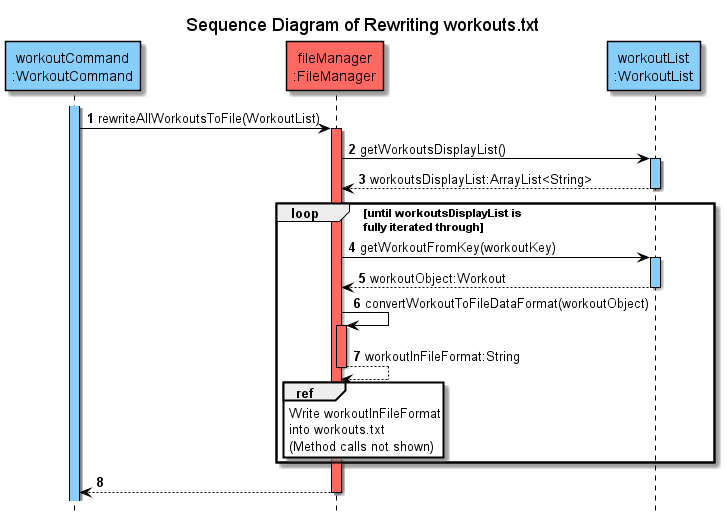 Sequence Diagram of Rewriting workouts.txt
workoutCommand
:WorkoutCommand
fileManager
:FileManager
workoutList
:WorkoutList
1 rewriteAllWorkoutsToFile(WorkoutList)
2 getWorkoutsDisplayList()
3 workoutsDisplayList:ArrayList<String>
loop
[until workoutsDisplayList is
fully iterated through]
4 getWorkoutFromKey(workoutKey)
5 workoutObject:Workout
6 convertWorkoutToFileDataFormat(workoutObject)
7 workoutInFileFormat:String
ref
Write workoutInFileFormat
into workouts.txt
(Method calls not shown)
8